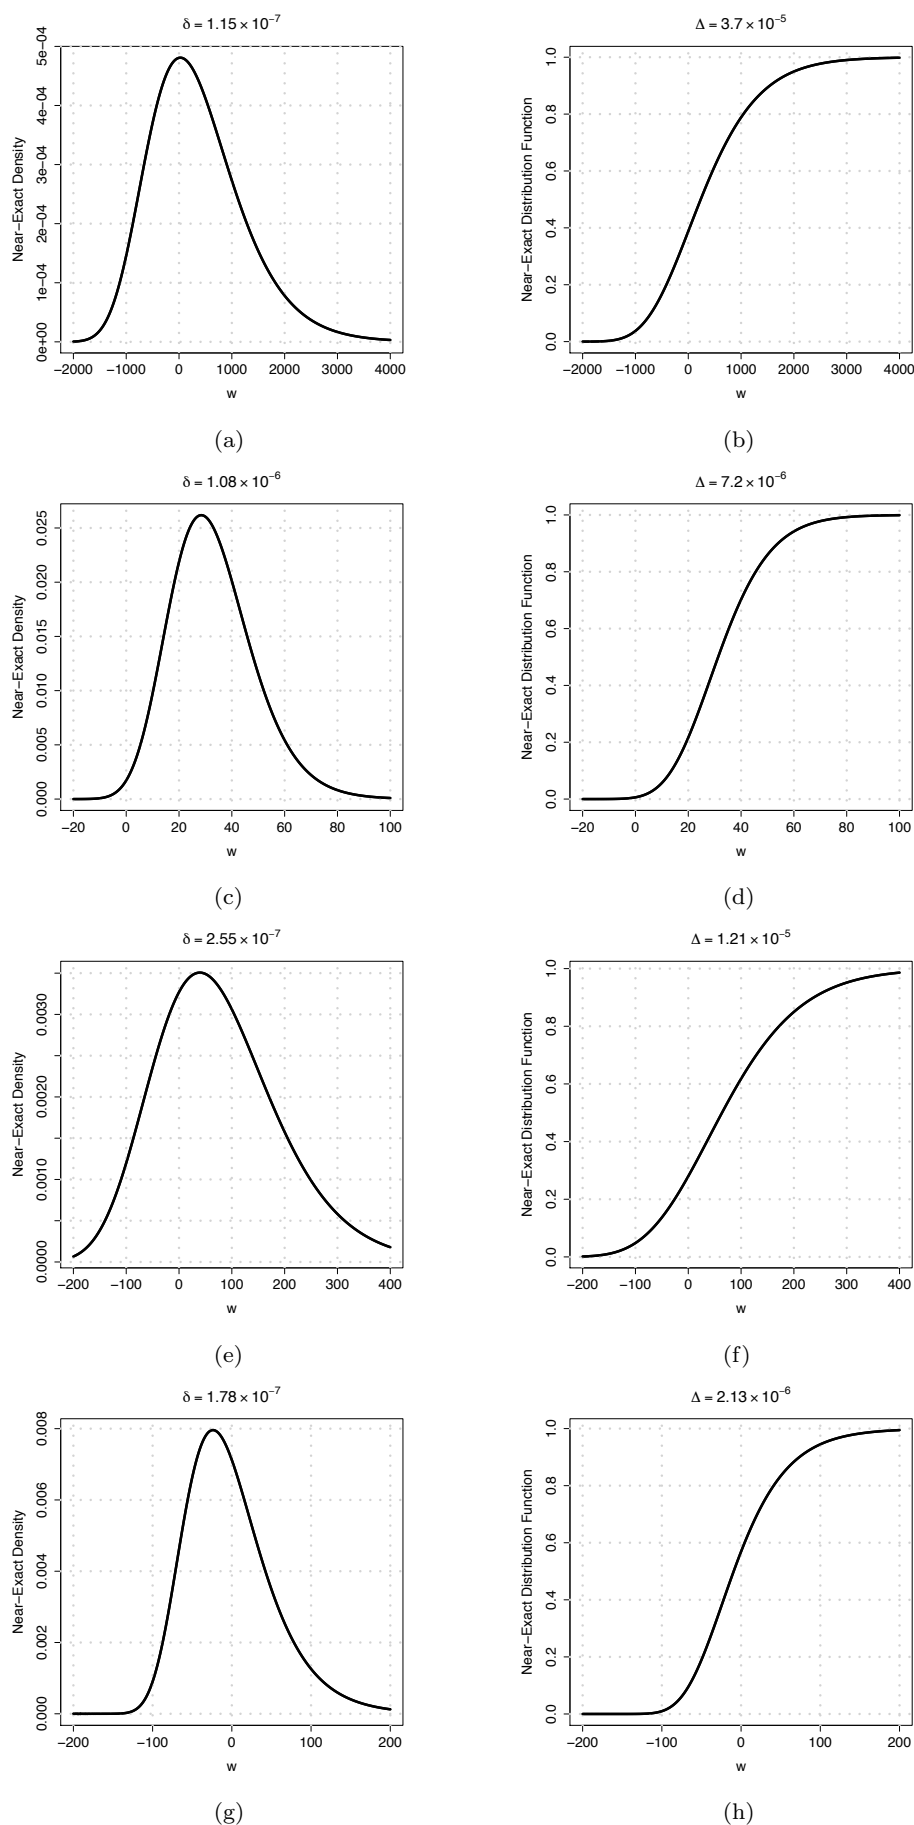 δ = 1.15 × 10⁻⁷
Near−Exact Density
0e+00 1e−04 2e−04 3e−04 4e−04 5e−04
−2000 −1000 0 1000 2000 3000 4000
w
(a)
Δ = 3.7 × 10⁻⁵
Near−Exact Distribution Function
0.0 0.2 0.4 0.6 0.8 1.0
−2000 −1000 0 1000 2000 3000 4000
w
(b)
δ = 1.08 × 10⁻⁶
Near−Exact Density
0.000 0.005 0.010 0.015 0.020 0.025
−20 0 20 40 60 80 100
w
(c)
Δ = 7.2 × 10⁻⁶
Near−Exact Distribution Function
0.0 0.2 0.4 0.6 0.8 1.0
−20 0 20 40 60 80 100
w
(d)
δ = 2.55 × 10⁻⁷
Near−Exact Density
0.0000 0.0010 0.0020 0.0030
−200 −100 0 100 200 300 400
w
(e)
Δ = 1.21 × 10⁻⁵
Near−Exact Distribution Function
0.0 0.2 0.4 0.6 0.8 1.0
−200 −100 0 100 200 300 400
w
(f)
δ = 1.78 × 10⁻⁷
Near−Exact Density
0.000 0.002 0.004 0.006 0.008
−200 −100 0 100 200
w
(g)
Δ = 2.13 × 10⁻⁶
Near−Exact Distribution Function
0.0 0.2 0.4 0.6 0.8 1.0
−200 −100 0 100 200
w
(h)